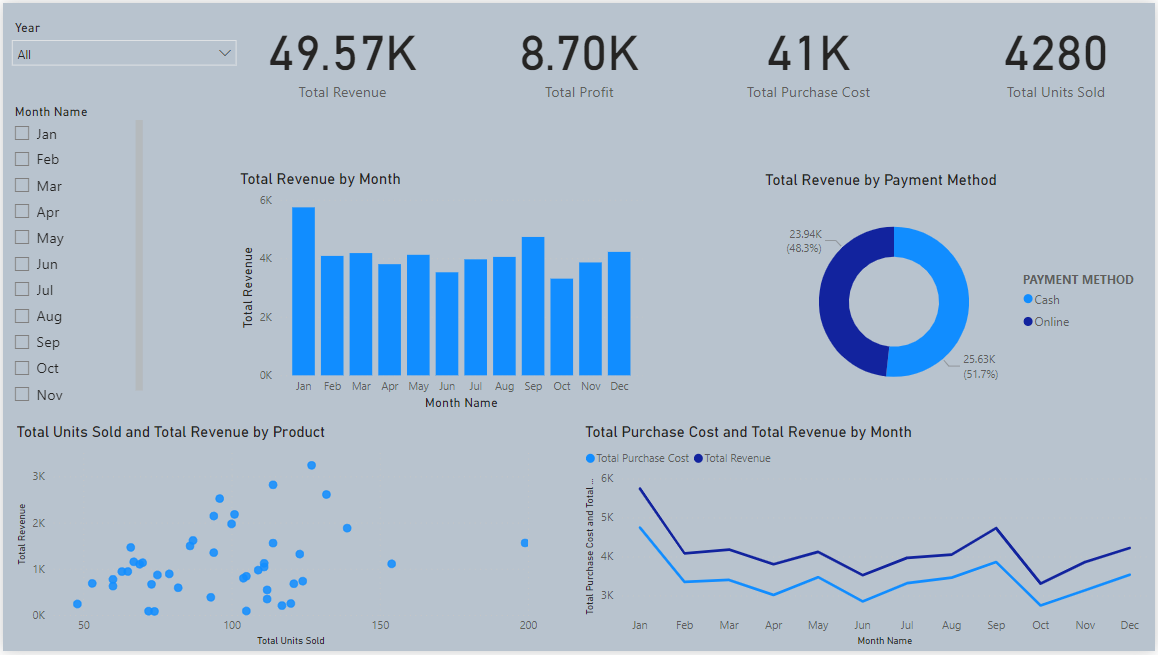 Year
All
49.57K
Total Revenue
8.70K
Total Profit
41K
Total Purchase Cost
4280
Total Units Sold
Month Name
Jan
Feb
Mar
Apr
May
Jun
Jul
Aug
Sep
Oct
Nov
Total Revenue by Month
Total Revenue
6K
4K
2K
0K
Jan Feb Mar Apr May Jun Jul Aug Sep Oct Nov Dec
Month Name
Total Revenue by Payment Method
23.94K
(48.3%)
25.63K
(51.7%)
PAYMENT METHOD
Cash
Online
Total Units Sold and Total Revenue by Product
Total Revenue
3K
2K
1K
0K
50 100 150 200
Total Units Sold
Total Purchase Cost and Total Revenue by Month
Total Purchase Cost Total Revenue
Total Purchase Cost and Total...
6K
5K
4K
3K
Jan Feb Mar Apr May Jun Jul Aug Sep Oct Nov Dec
Month Name